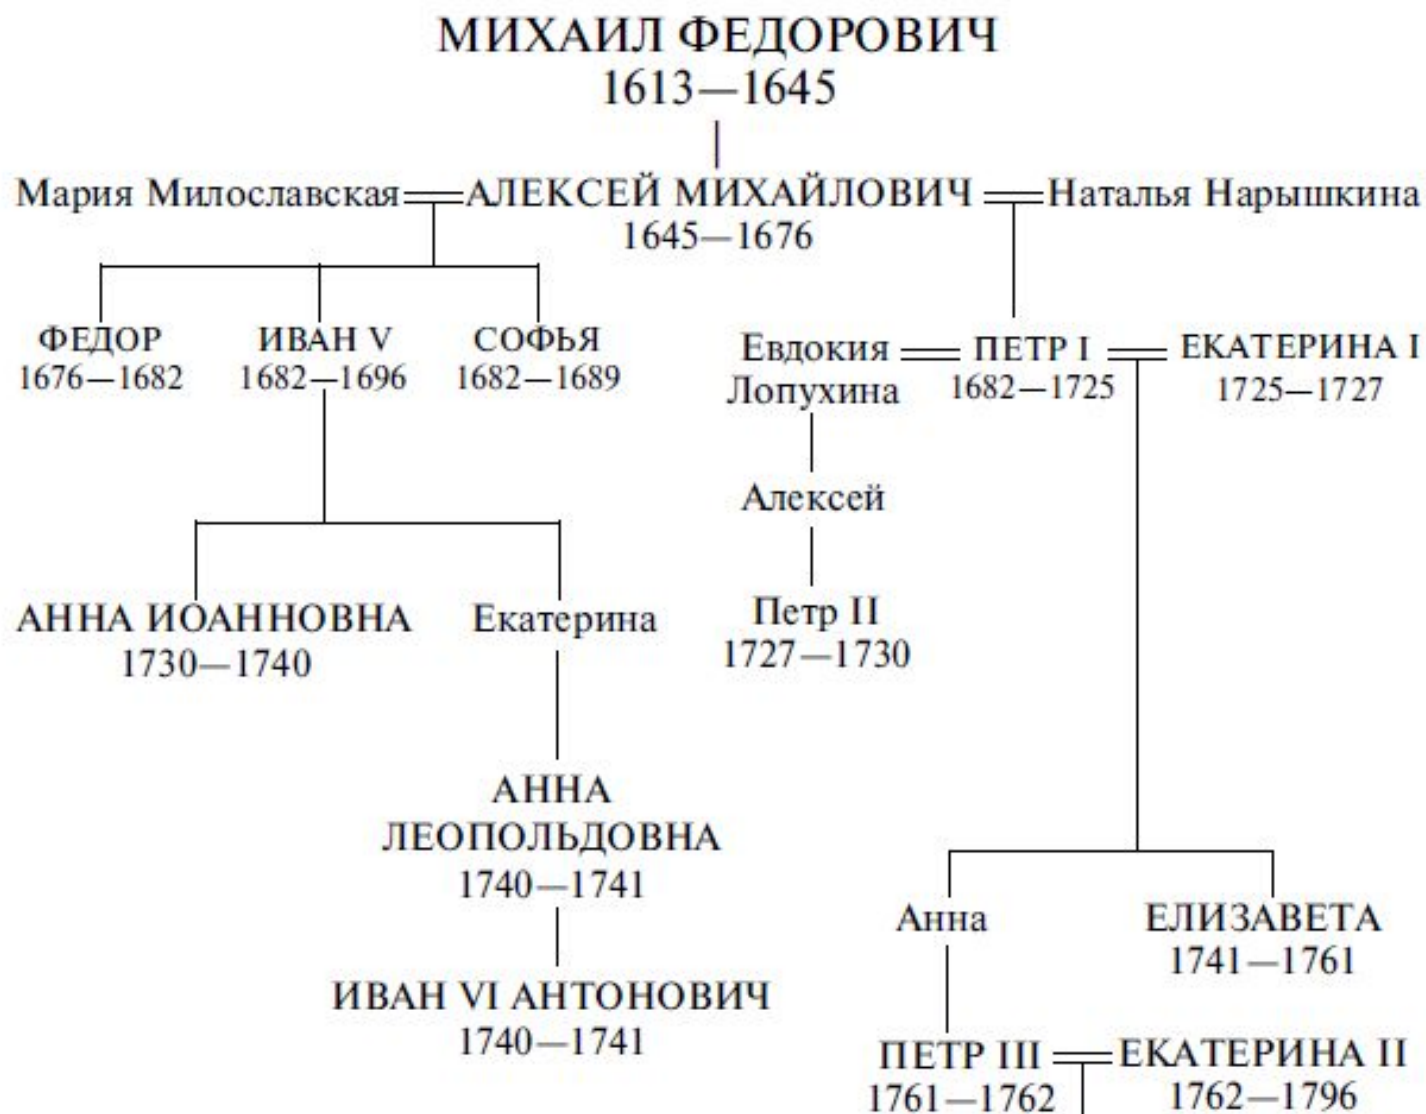 МИХАИЛ ФЕДОРОВИЧ
1613—1645
Мария Милославская АЛЕКСЕЙ МИХАЙЛОВИЧ Наталья Нарышкина
1645—1676
ФЕДОР ИВАН V СОФЬЯ
1676—1682 1682—1696 1682—1689
Евдокия ПЕТР I ЕКАТЕРИНА I
Лопухина 1682—1725 1725—1727
Алексей
Петр II
1727—1730
АННА ИОАННОВНА Екатерина
1730—1740
АННА
ЛЕОПОЛЬДОВНА
1740—1741
Анна ЕЛИЗАВЕТА
1741—1761
ИВАН VI АНТОНОВИЧ
1740—1741
ПЕТР III ЕКАТЕРИНА II
1761—1762 1762—1796